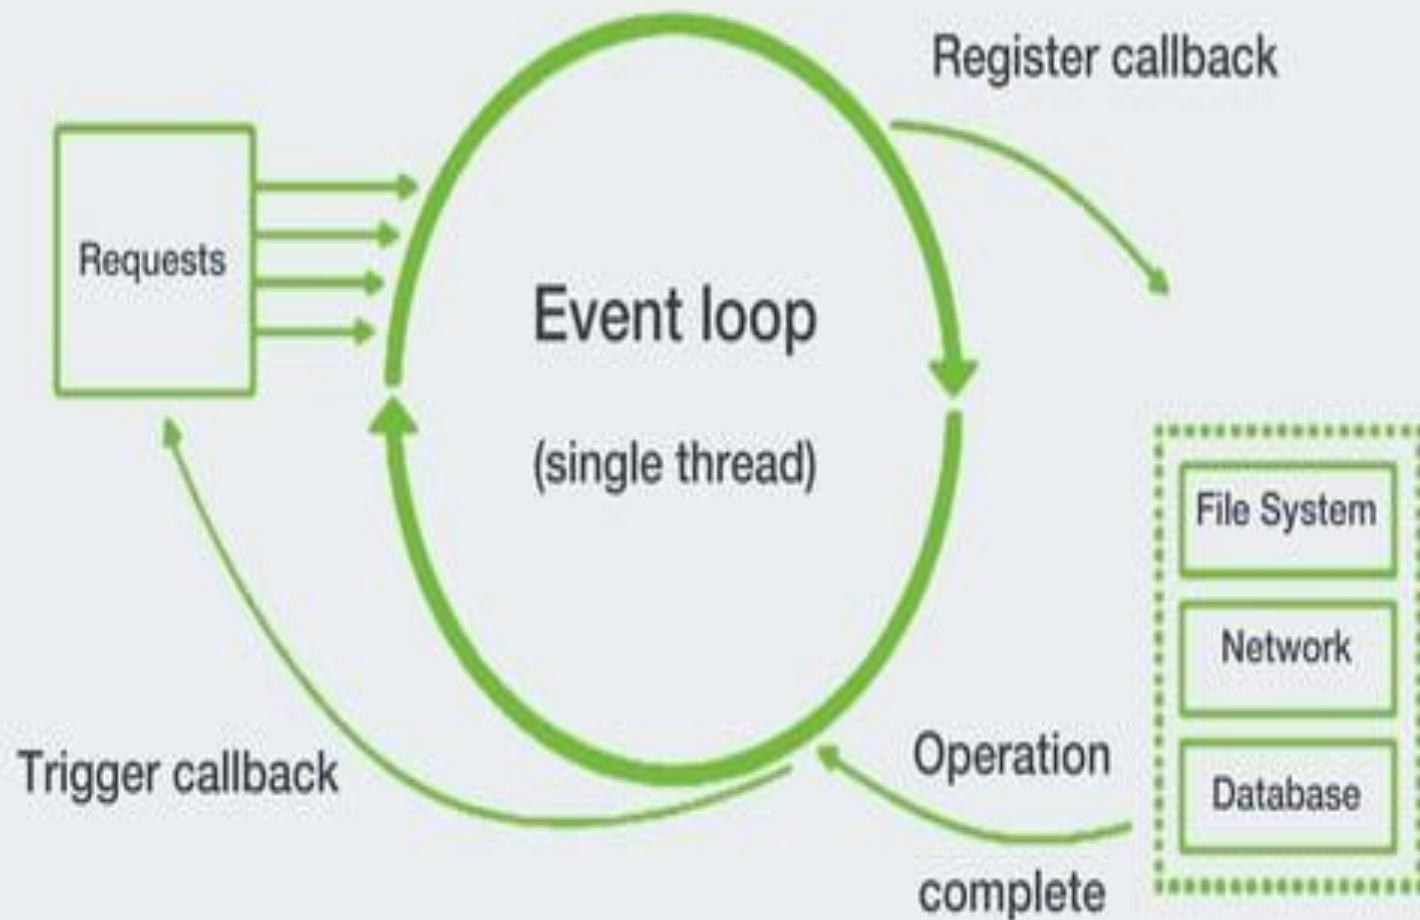 Register callback
Requests
Event loop
(single thread)
File System
Network
Database
Operation
complete
Trigger callback